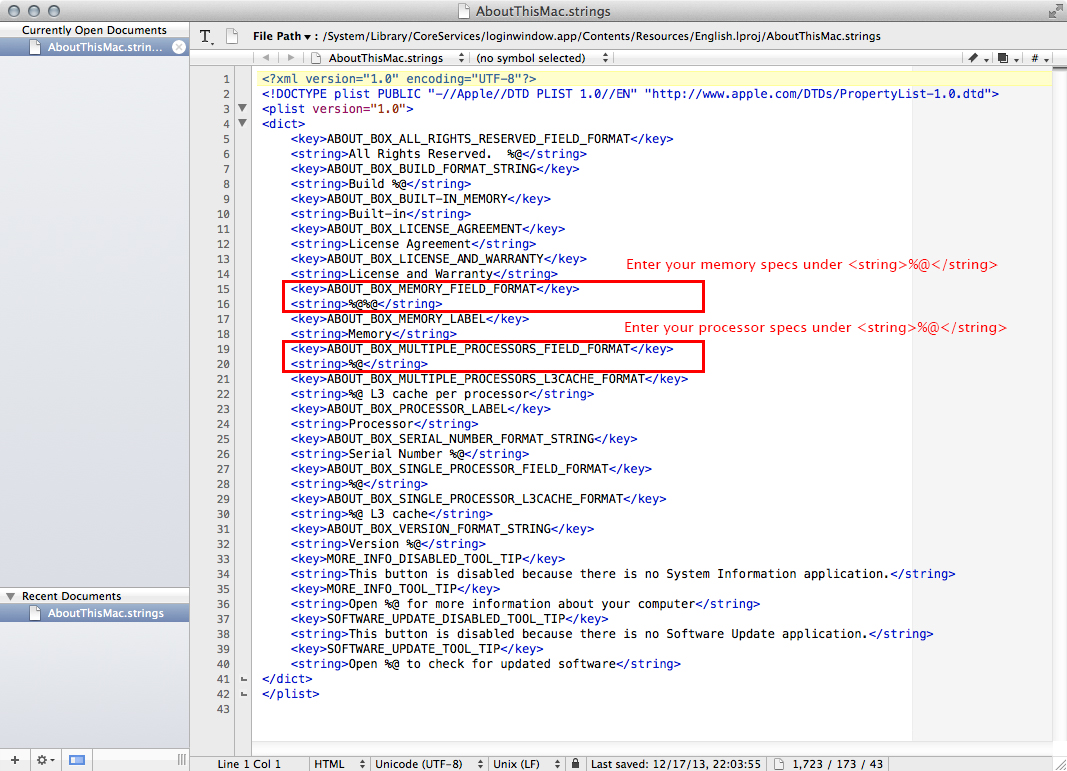 AboutThisMac.strings
Currently Open Documents
AboutThisMac.strin...
File Path ▾ : /System/Library/CoreServices/loginwindow.app/Contents/Resources/English.lproj/AboutThisMac.strings
AboutThisMac.strings (no symbol selected) #
1 <?xml version="1.0" encoding="UTF-8"?>
2 <!DOCTYPE plist PUBLIC "-//Apple//DTD PLIST 1.0//EN" "http://www.apple.com/DTDs/PropertyList-1.0.dtd">
3 <plist version="1.0">
4 <dict>
5 <key>ABOUT_BOX_ALL_RIGHTS_RESERVED_FIELD_FORMAT</key>
6 <string>All Rights Reserved.  %@</string>
7 <key>ABOUT_BOX_BUILD_FORMAT_STRING</key>
8 <string>Build %@</string>
9 <key>ABOUT_BOX_BUILT-IN_MEMORY</key>
10 <string>Built-in</string>
11 <key>ABOUT_BOX_LICENSE_AGREEMENT</key>
12 <string>License Agreement</string>
13 <key>ABOUT_BOX_LICENSE_AND_WARRANTY</key>
Enter your memory specs under <string>%@</string>
14 <string>License and Warranty</string>
15 <key>ABOUT_BOX_MEMORY_FIELD_FORMAT</key>
16 <string>%@%@</string>
17 <key>ABOUT_BOX_MEMORY_LABEL</key>
Enter your processor specs under <string>%@</string>
18 <string>Memory</string>
19 <key>ABOUT_BOX_MULTIPLE_PROCESSORS_FIELD_FORMAT</key>
20 <string>%@</string>
21 <key>ABOUT_BOX_MULTIPLE_PROCESSORS_L3CACHE_FORMAT</key>
22 <string>%@ L3 cache per processor</string>
23 <key>ABOUT_BOX_PROCESSOR_LABEL</key>
24 <string>Processor</string>
25 <key>ABOUT_BOX_SERIAL_NUMBER_FORMAT_STRING</key>
26 <string>Serial Number %@</string>
27 <key>ABOUT_BOX_SINGLE_PROCESSOR_FIELD_FORMAT</key>
28 <string>%@</string>
29 <key>ABOUT_BOX_SINGLE_PROCESSOR_L3CACHE_FORMAT</key>
30 <string>%@ L3 cache</string>
31 <key>ABOUT_BOX_VERSION_FORMAT_STRING</key>
32 <string>Version %@</string>
33 <key>MORE_INFO_DISABLED_TOOL_TIP</key>
34 <string>This button is disabled because there is no System Information application.</string>
35 <key>MORE_INFO_TOOL_TIP</key>
36 <string>Open %@ for more information about your computer</string>
37 <key>SOFTWARE_UPDATE_DISABLED_TOOL_TIP</key>
38 <string>This button is disabled because there is no Software Update application.</string>
39 <key>SOFTWARE_UPDATE_TOOL_TIP</key>
40 <string>Open %@ to check for updated software</string>
41 </dict>
42 </plist>
43
Recent Documents
AboutThisMac.strings
Line 1 Col 1 HTML Unicode (UTF-8) Unix (LF) Last saved: 12/17/13, 22:03:55 1,723 / 173 / 43